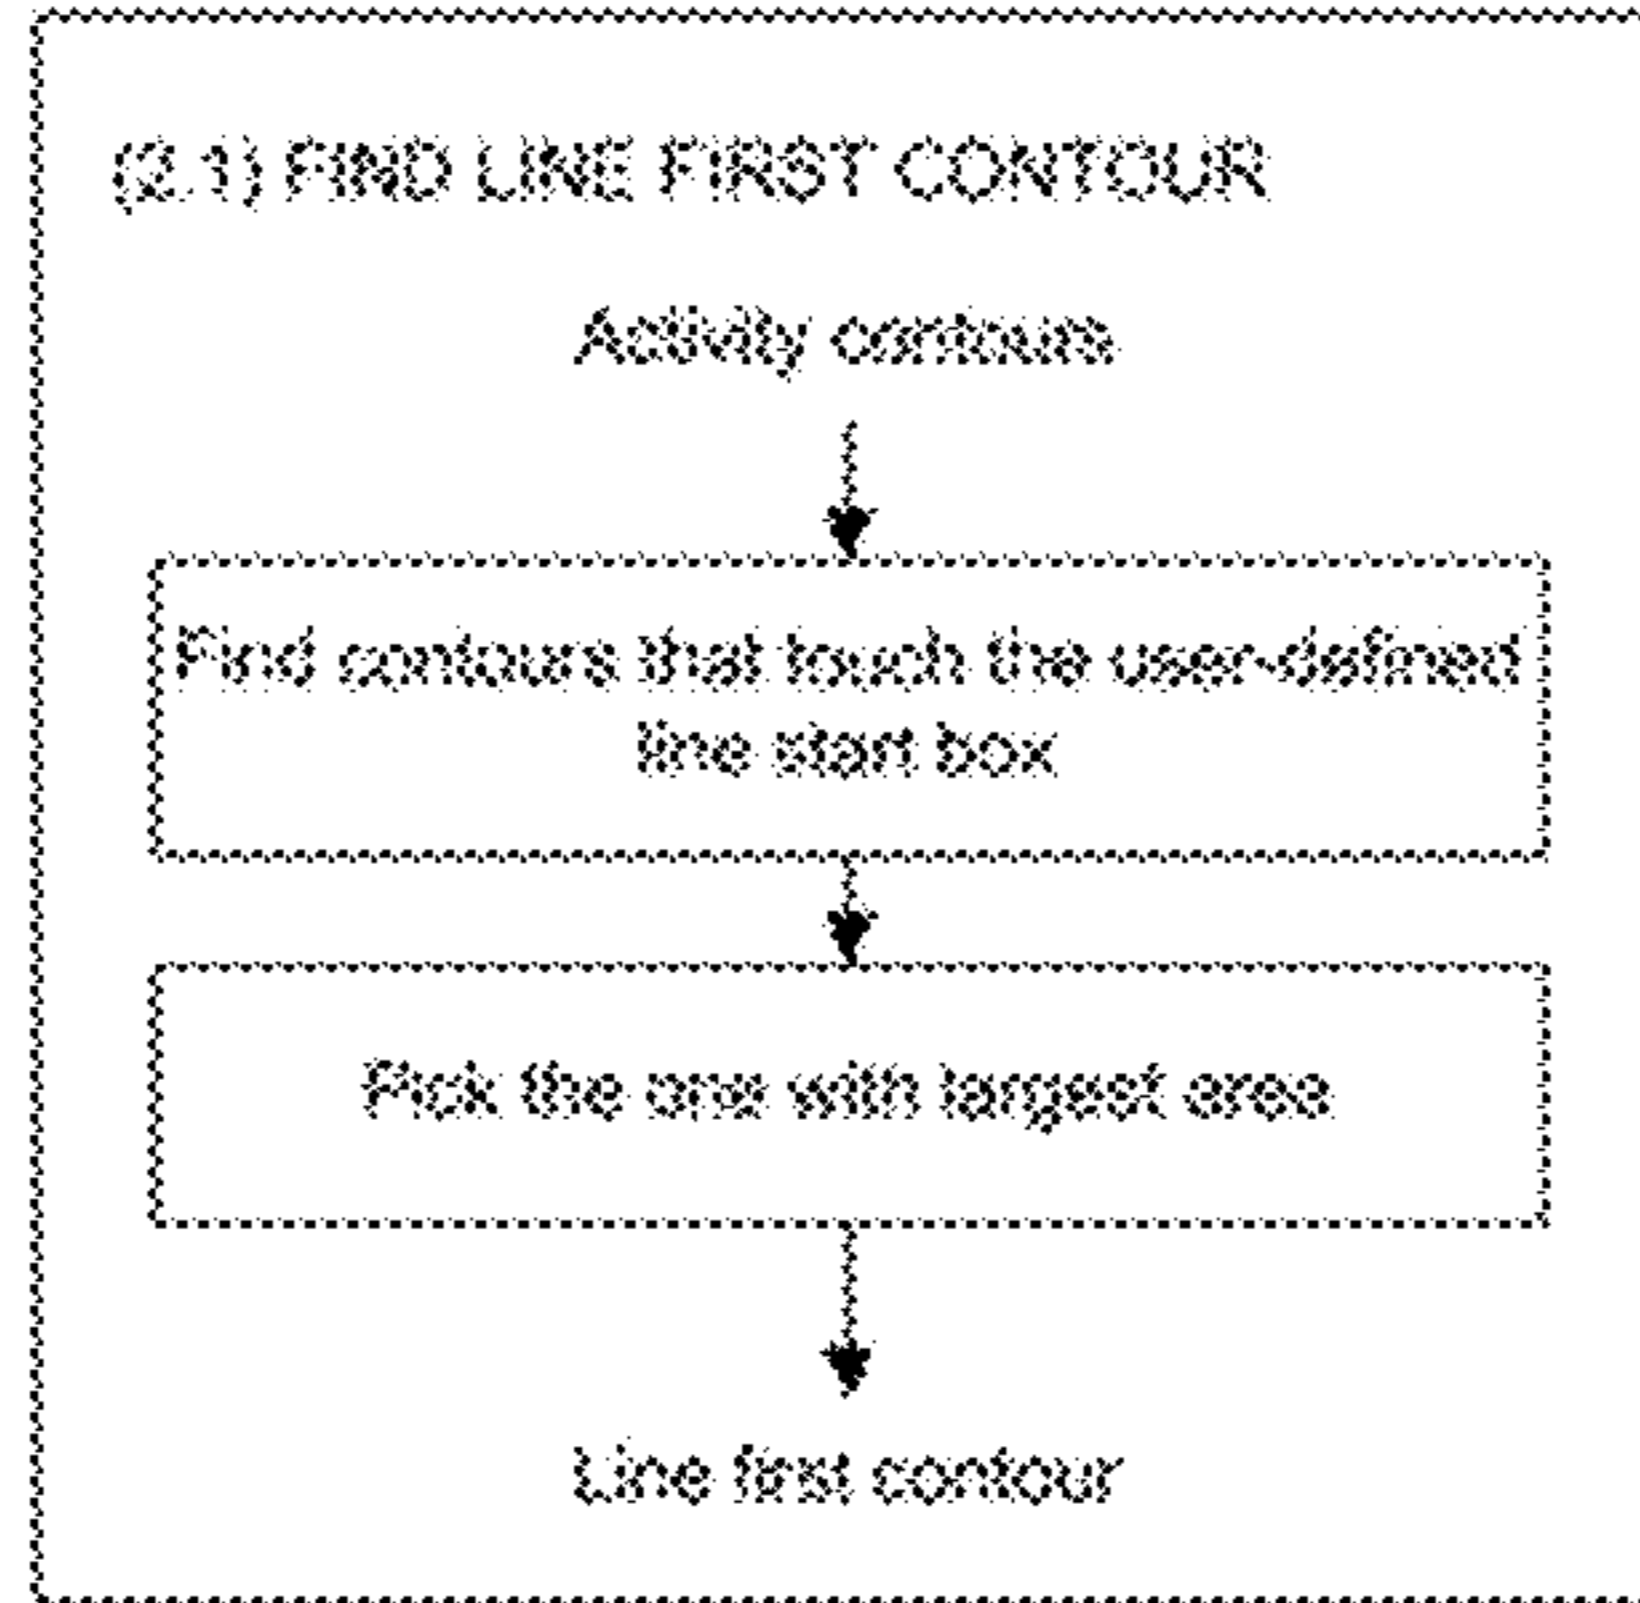 (2.1) FIND LINE FIRST CONTOUR
Activity contours
Find contours that touch the user-defined
line start box
Pick the one with largest area
Line first contour